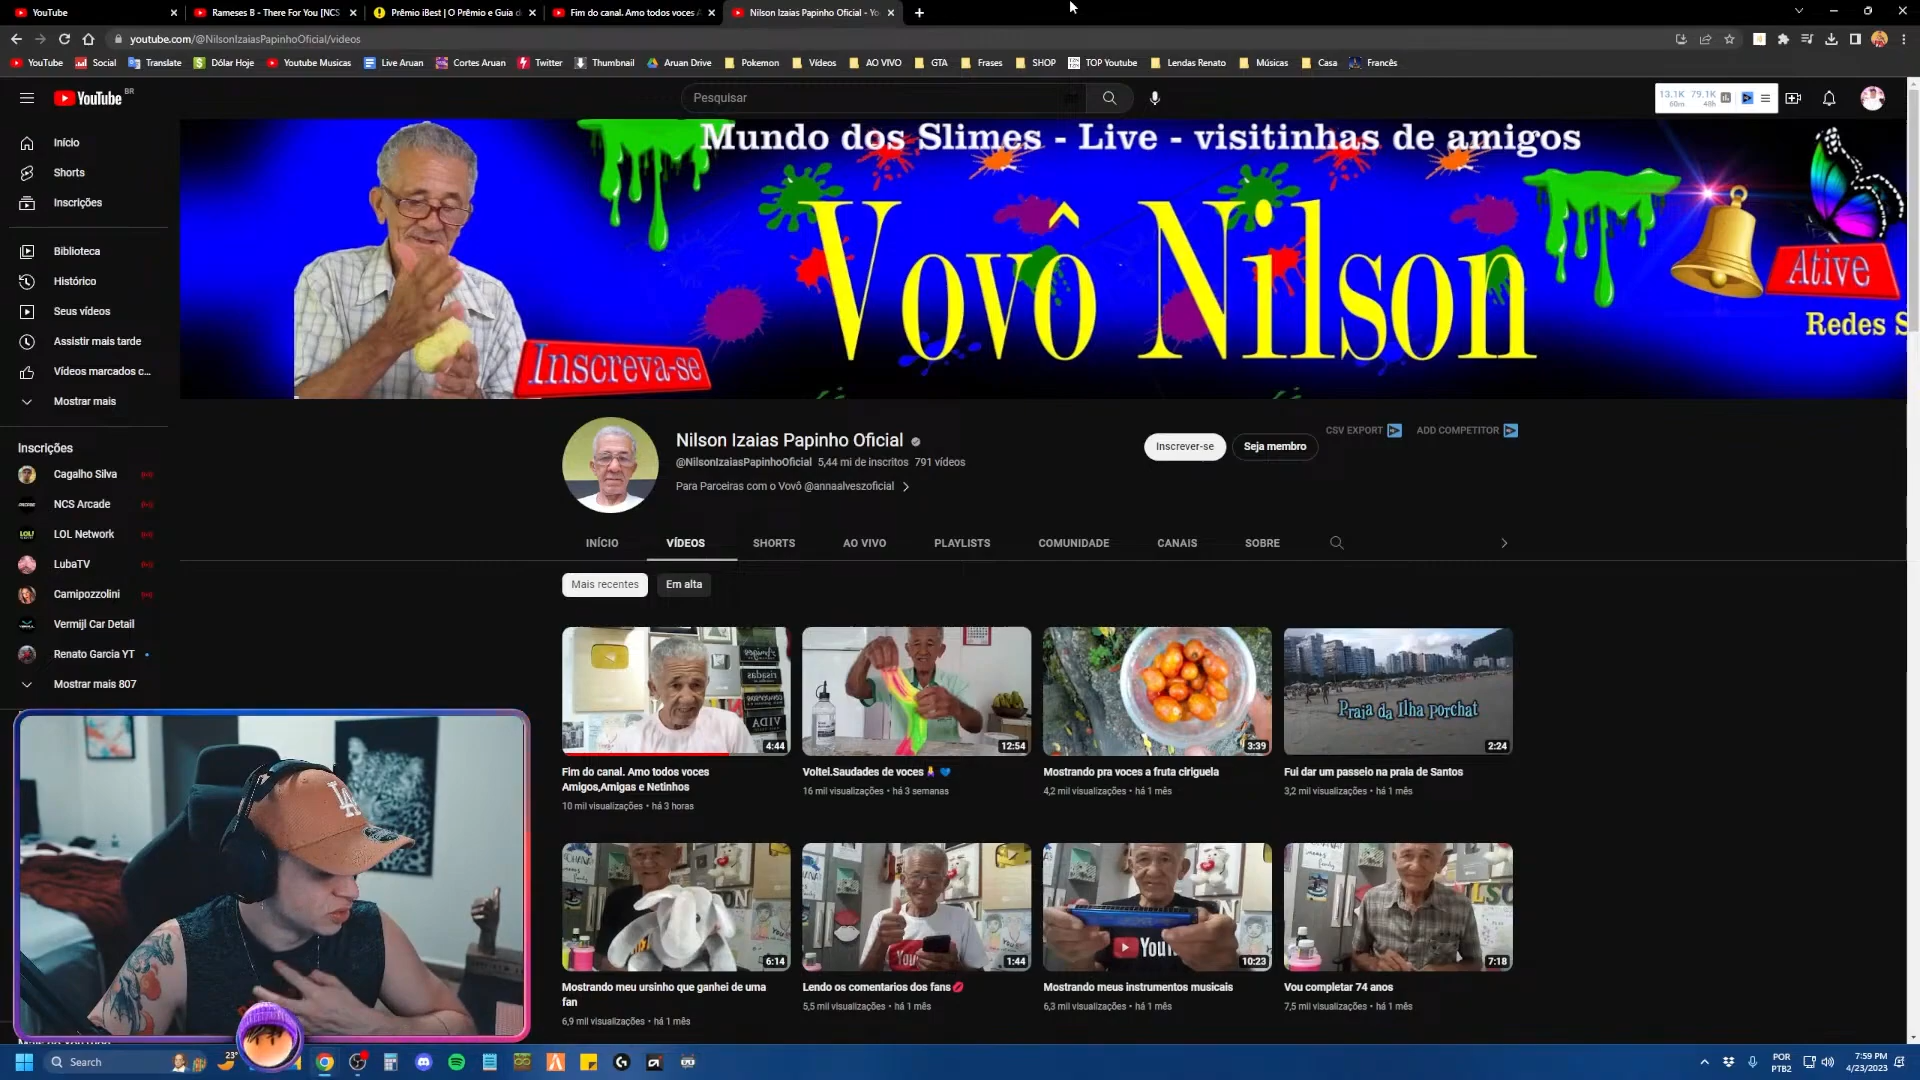 YouTube
Rameses B - There For You [NCS
Prêmio iBest | O Prêmio e Guia d
Fim do canal. Amo todos voces A
Nilson Izaias Papinho Oficial - Yo
youtube.com/@NilsonIzaiasPapinhoOficial/videos
YouTube
Social
Translate
Dólar Hoje
Youtube Musicas
Live Aruan
Cortes Aruan
Twitter
Thumbnail
Aruan Drive
Pokemon
Vídeos
AO VIVO
GTA
Frases
SHOP
TOP Youtube
Lendas Renato
Músicas
Casa
Francês
YouTube BR
Pesquisar
13.1K 79.1K
60m 48h
Mundo dos Slimes - Live - visitinhas de amigos
Vovô Nilson
Inscreva-se
Ative
Redes S
Início
Shorts
Inscrições
Biblioteca
Histórico
Seus vídeos
Assistir mais tarde
Vídeos marcados c...
Mostrar mais
Inscrições
Cagalho Silva
NCS Arcade
LOL Network
LubaTV
Camipozzolini
Vermijl Car Detail
Renato Garcia YT
Mostrar mais 807
Nilson Izaias Papinho Oficial
@NilsonIzaiasPapinhoOficial 5,44 mi de inscritos 791 vídeos
Para Parceiras com o Vovô @annaalveszoficial
Inscrever-se
Seja membro
CSV EXPORT
ADD COMPETITOR
INÍCIO
VÍDEOS
SHORTS
AO VIVO
PLAYLISTS
COMUNIDADE
CANAIS
SOBRE
Mais recentes
Em alta
4:44
12:54
3:39
Praia da Ilha porchat
2:24
Fim do canal. Amo todos voces
Amigos,Amigas e Netinhos
10 mil visualizações • há 3 horas
Voltei.Saudades de voces
16 mil visualizações • há 3 semanas
Mostrando pra voces a fruta ciriguela
4,2 mil visualizações • há 1 mês
Fui dar um passeio na praia de Santos
3,2 mil visualizações • há 1 mês
6:14
1:44
10:23
7:18
Mostrando meu ursinho que ganhei de uma
fan
6,9 mil visualizações • há 1 mês
Lendo os comentarios dos fans
5,5 mil visualizações • há 1 mês
Mostrando meus instrumentos musicais
6,3 mil visualizações • há 1 mês
Vou completar 74 anos
7,5 mil visualizações • há 1 mês
LA
Search
23°
POR
PTB2
7:59 PM
4/23/2023